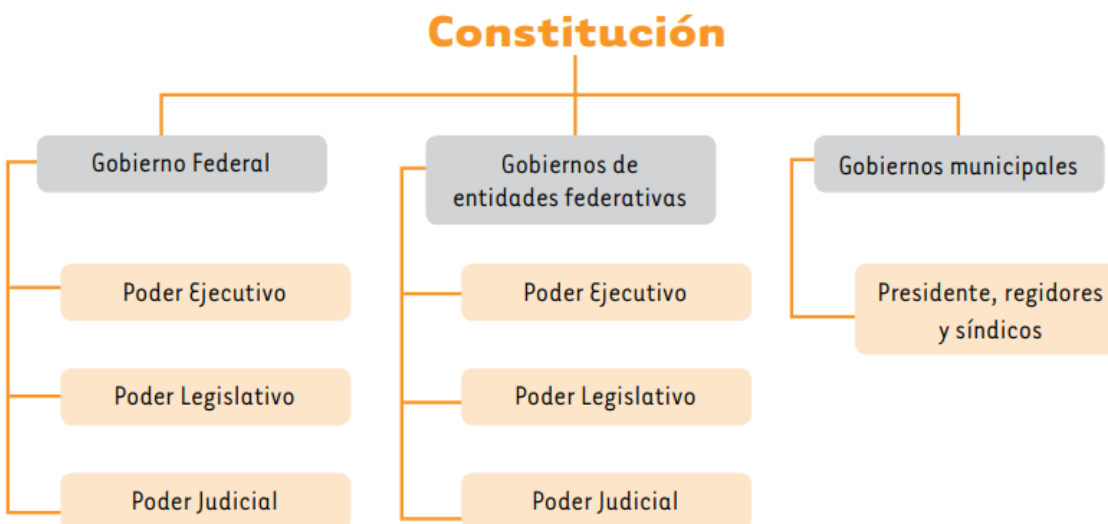 Constitución
Gobierno Federal
Poder Ejecutivo
Poder Legislativo
Poder Judicial
Gobiernos de
entidades federativas
Poder Ejecutivo
Poder Legislativo
Poder Judicial
Gobiernos municipales
Presidente, regidores
y síndicos